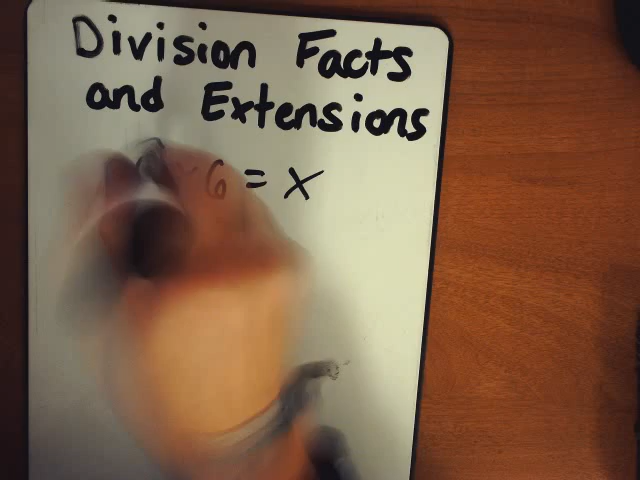 Division Facts
and Extensions
6 = X